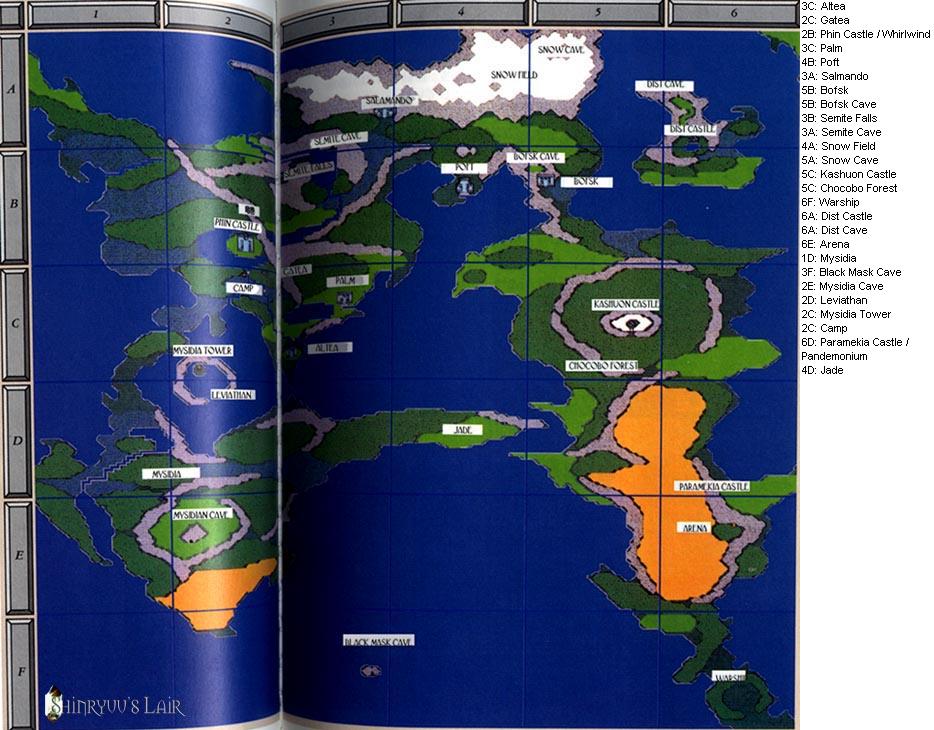 1 2 3 4 5 6
A
B
C
D
E
F
SNOW CAVE
SNOW FIELD
SALAMANDO
DIST CAVE
DIST CASTLE
SEMITE CAVE
SEMITE FALLS
POFT
BOFSK CAVE
BOFSK
PHIN CASTLE
GATEA
CAMP
PALM
KASHUON CASTLE
ALTEA
MYSIDIA TOWER
CHOCOBO FOREST
LEVIATHAN
JADE
MYSIDIA
PARAMEKIA CASTLE
MYSIDIAN CAVE
ARENA
BLACK MASK CAVE
WARSHIP
SHINRYUU'S LAIR
3C: Altea
2C: Gatea
2B: Phin Castle / Whirlwind
3C: Palm
4B: Poft
3A: Salmando
5B: Bofsk
5B: Bofsk Cave
3B: Semite Falls
3A: Semite Cave
4A: Snow Field
5A: Snow Cave
5C: Kashuon Castle
5C: Chocobo Forest
6F: Warship
6A: Dist Castle
6A: Dist Cave
6E: Arena
1D: Mysidia
3F: Black Mask Cave
2E: Mysidia Cave
2D: Leviathan
2C: Mysidia Tower
2C: Camp
6D: Paramekia Castle /
Pandemonium
4D: Jade